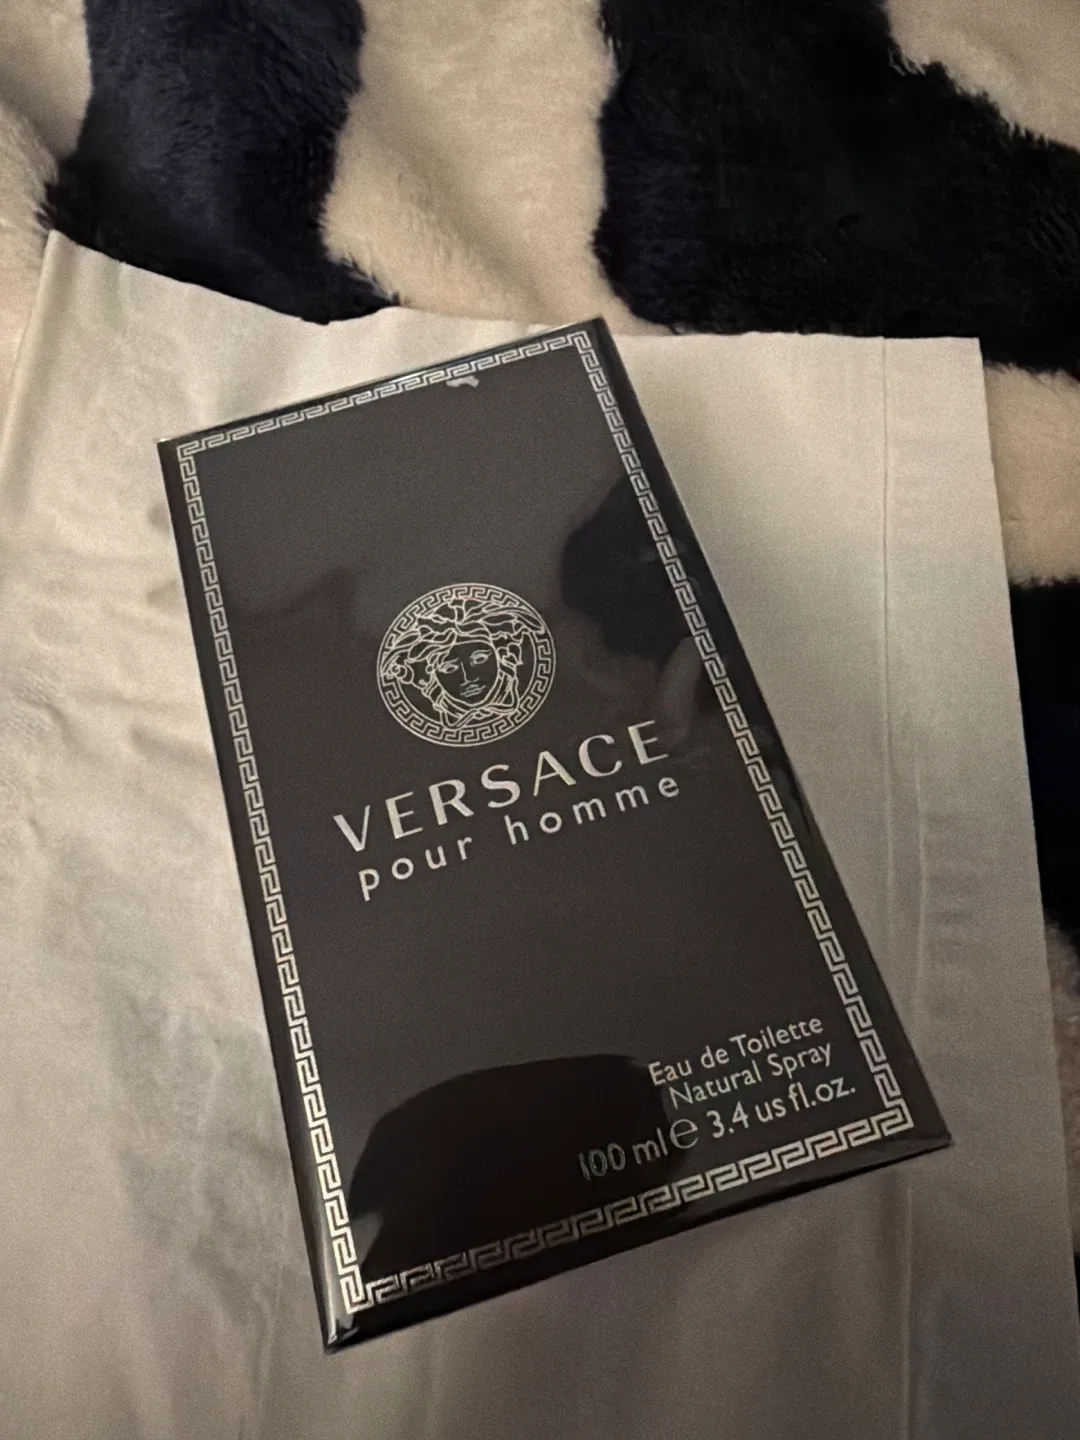 VERSACE
pour homme
Eau de Toilette
Natural Spray
100 ml ℮ 3.4 us fl.oz.